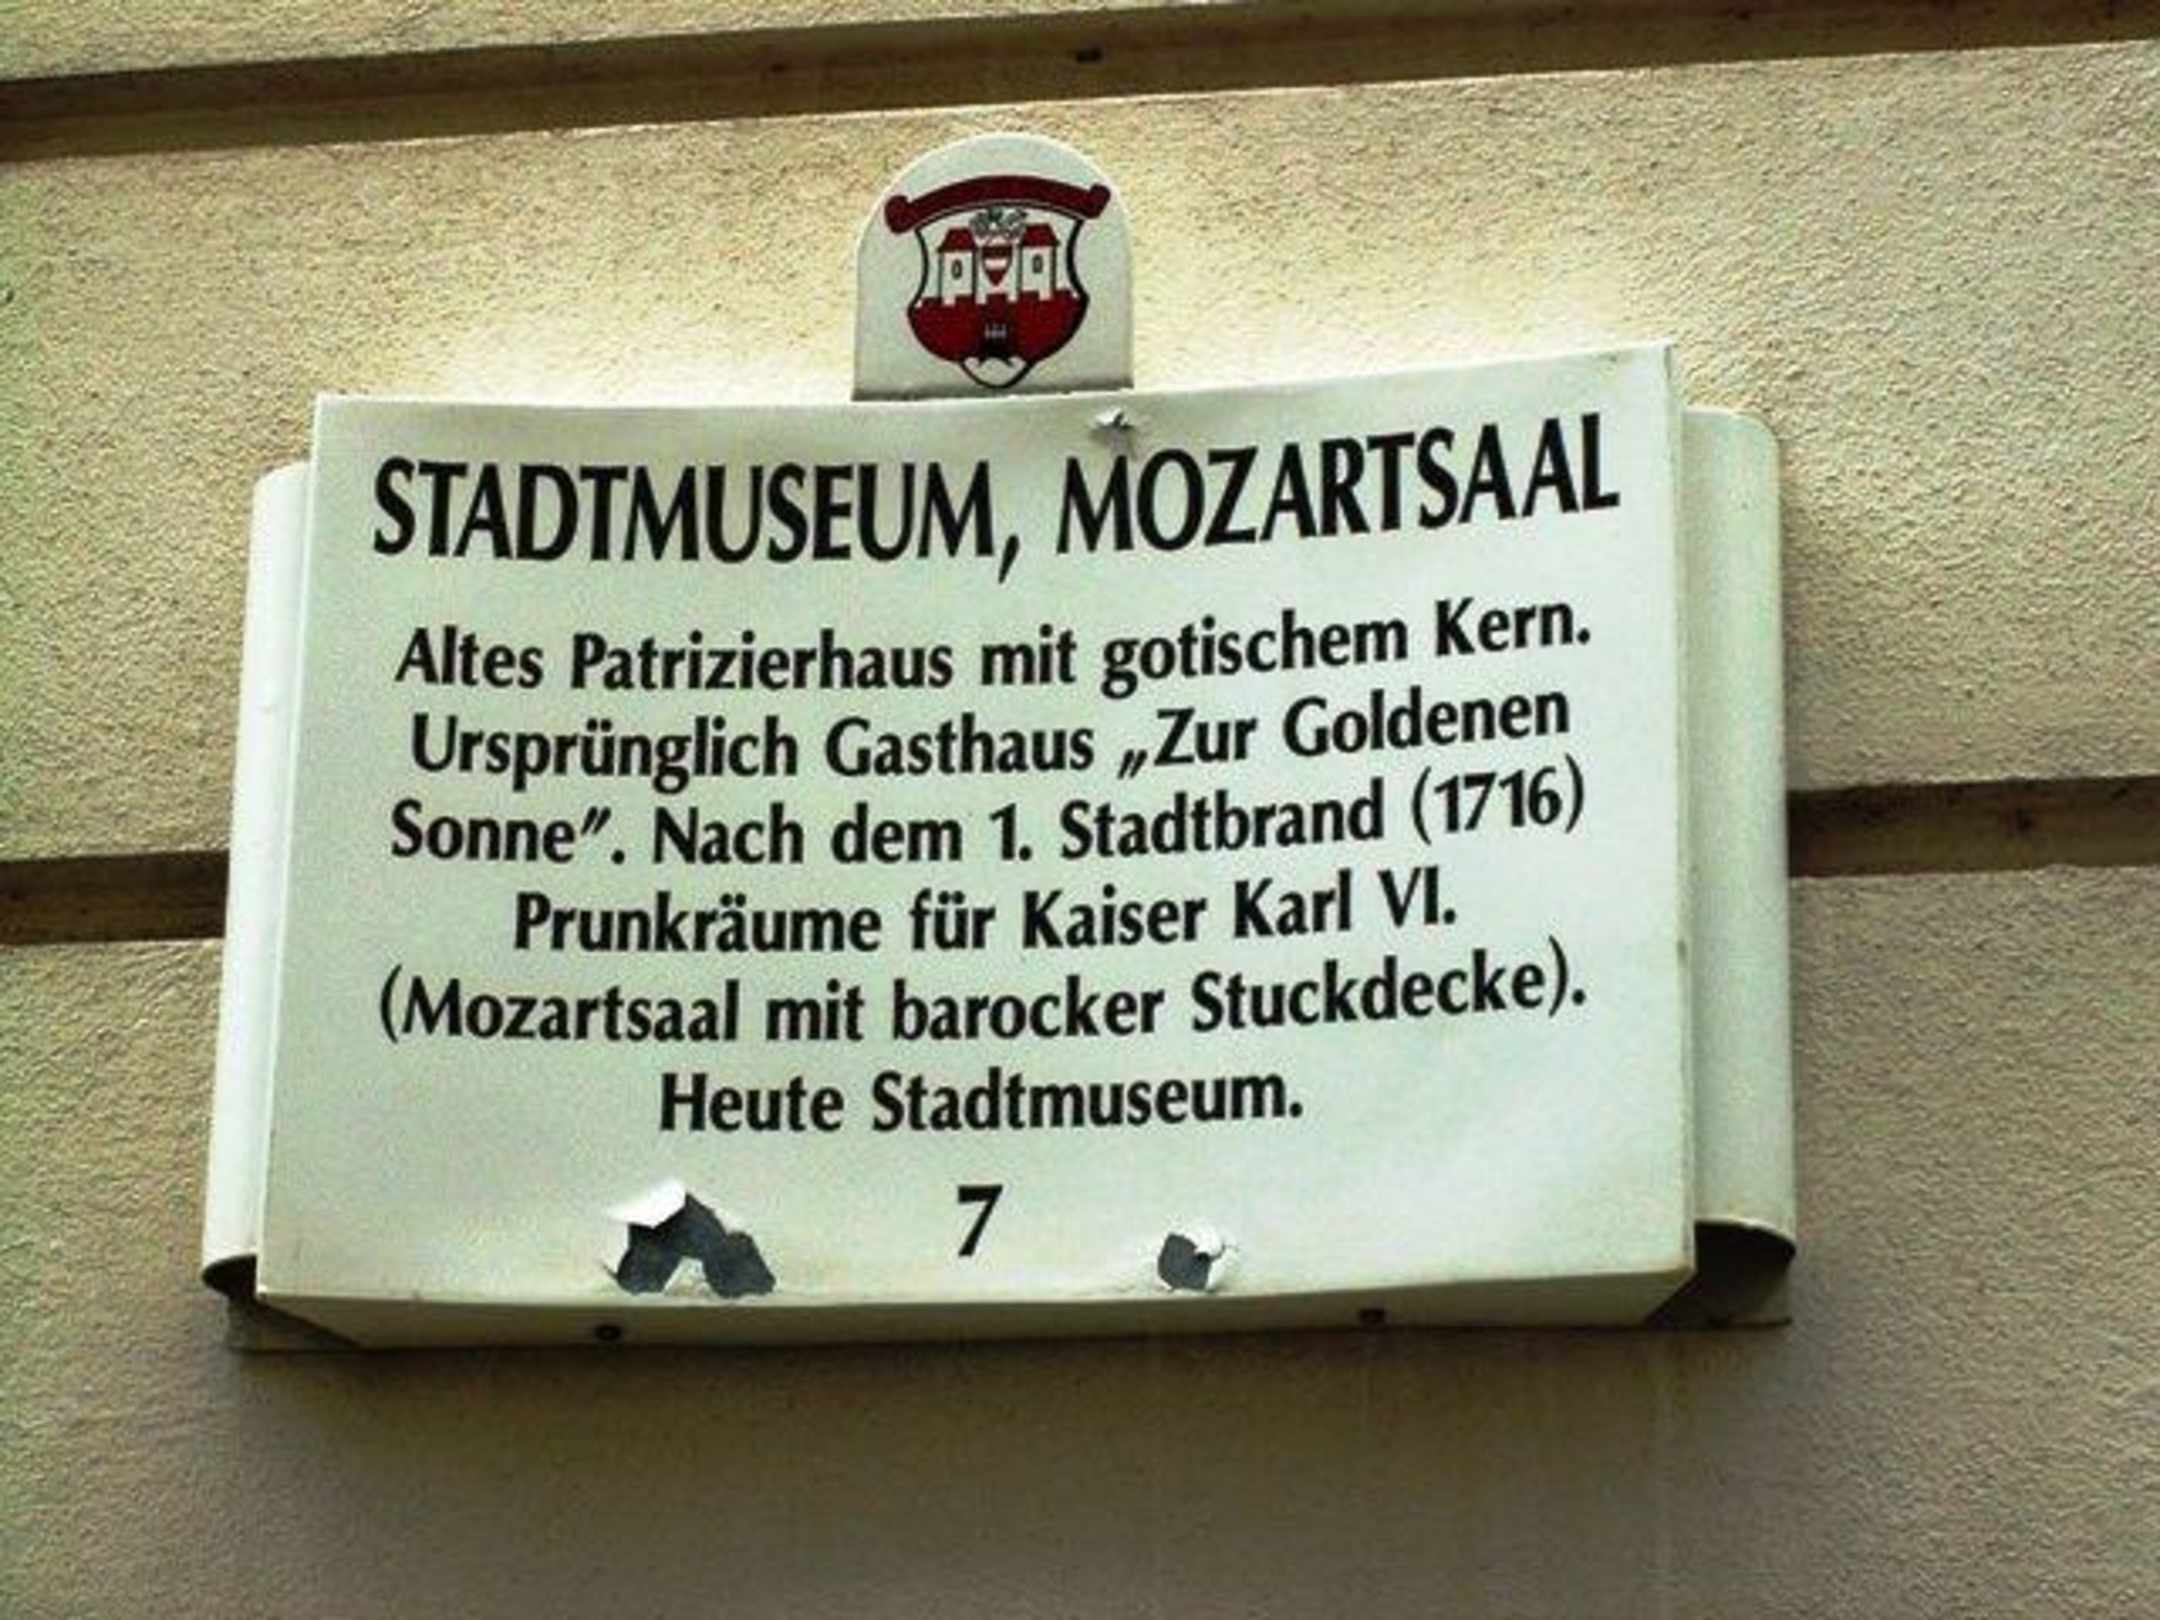 STADTMUSEUM, MOZARTSAAL
Altes Patrizierhaus mit gotischem Kern.
Ursprünglich Gasthaus „Zur Goldenen
Sonne”. Nach dem 1. Stadtbrand (1716)
Prunkräume für Kaiser Karl VI.
(Mozartsaal mit barocker Stuckdecke).
Heute Stadtmuseum.
7